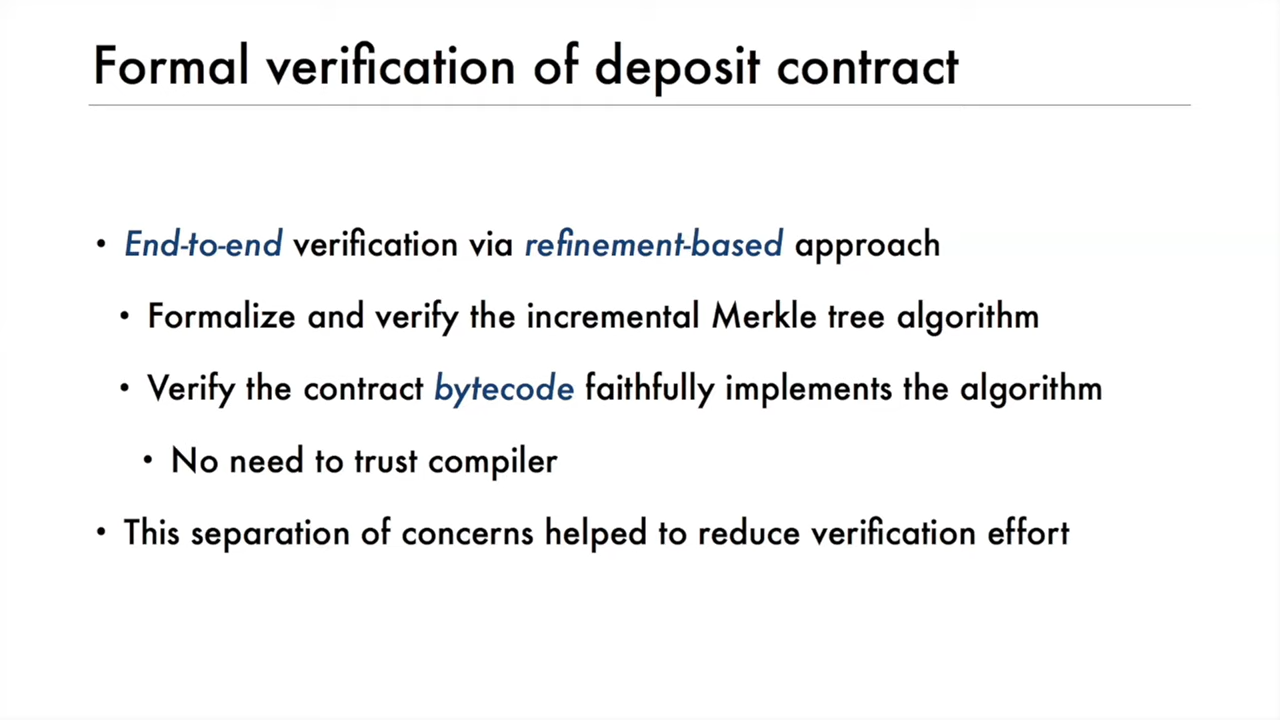 Formal verification of deposit contract
• End-to-end verification via refinement-based approach
• Formalize and verify the incremental Merkle tree algorithm
• Verify the contract bytecode faithfully implements the algorithm
• No need to trust compiler
• This separation of concerns helped to reduce verification effort